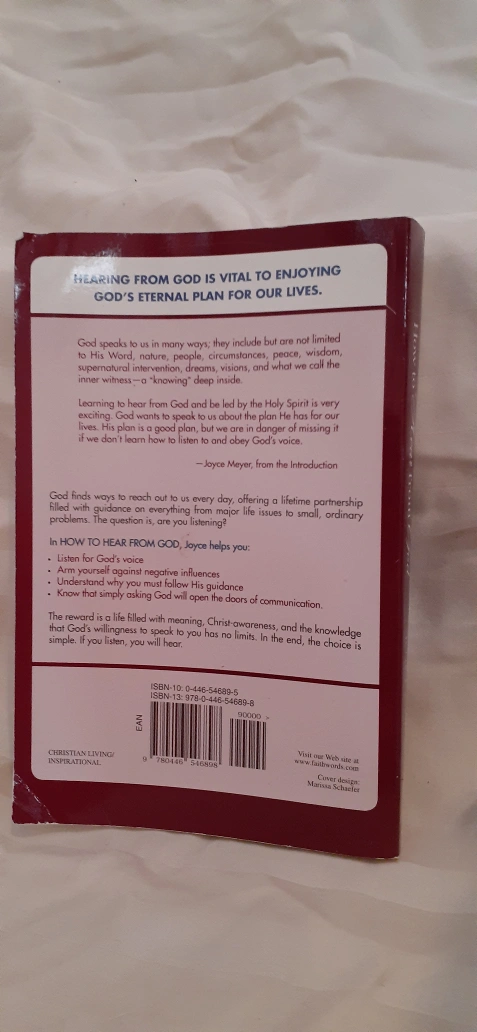 HEARING FROM GOD IS VITAL TO ENJOYING
GOD'S ETERNAL PLAN FOR OUR LIVES.
God speaks to us in many ways; they include but are not limited
to His Word, nature, people, circumstances, peace, wisdom,
supernatural intervention, dreams, visions, and what we call the
inner witness—a "knowing" deep inside.
Learning to hear from God and be led by the Holy Spirit is very
exciting. God wants to speak to us about the plan He has for our
lives. His plan is a good plan, but we are in danger of missing it
if we don't learn how to listen to and obey God's voice.
—Joyce Meyer, from the Introduction
God finds ways to reach out to us every day, offering a lifetime partnership
filled with guidance on everything from major life issues to small, ordinary
problems. The question is, are you listening?
In HOW TO HEAR FROM GOD, Joyce helps you:
• Listen for God's voice
• Arm yourself against negative influences
• Understand why you must follow His guidance
• Know that simply asking God will open the doors of communication.
The reward is a life filled with meaning, Christ-awareness, and the knowledge
that God's willingness to speak to you has no limits. In the end, the choice is
simple. If you listen, you will hear.
ISBN-10: 0-446-54689-5
ISBN-13: 978-0-446-54689-8
90000
EAN
9 780446 546898
CHRISTIAN LIVING/
INSPIRATIONAL
Visit our Web site at
www.faithwords.com
Cover design:
Marissa Schaefer
How to